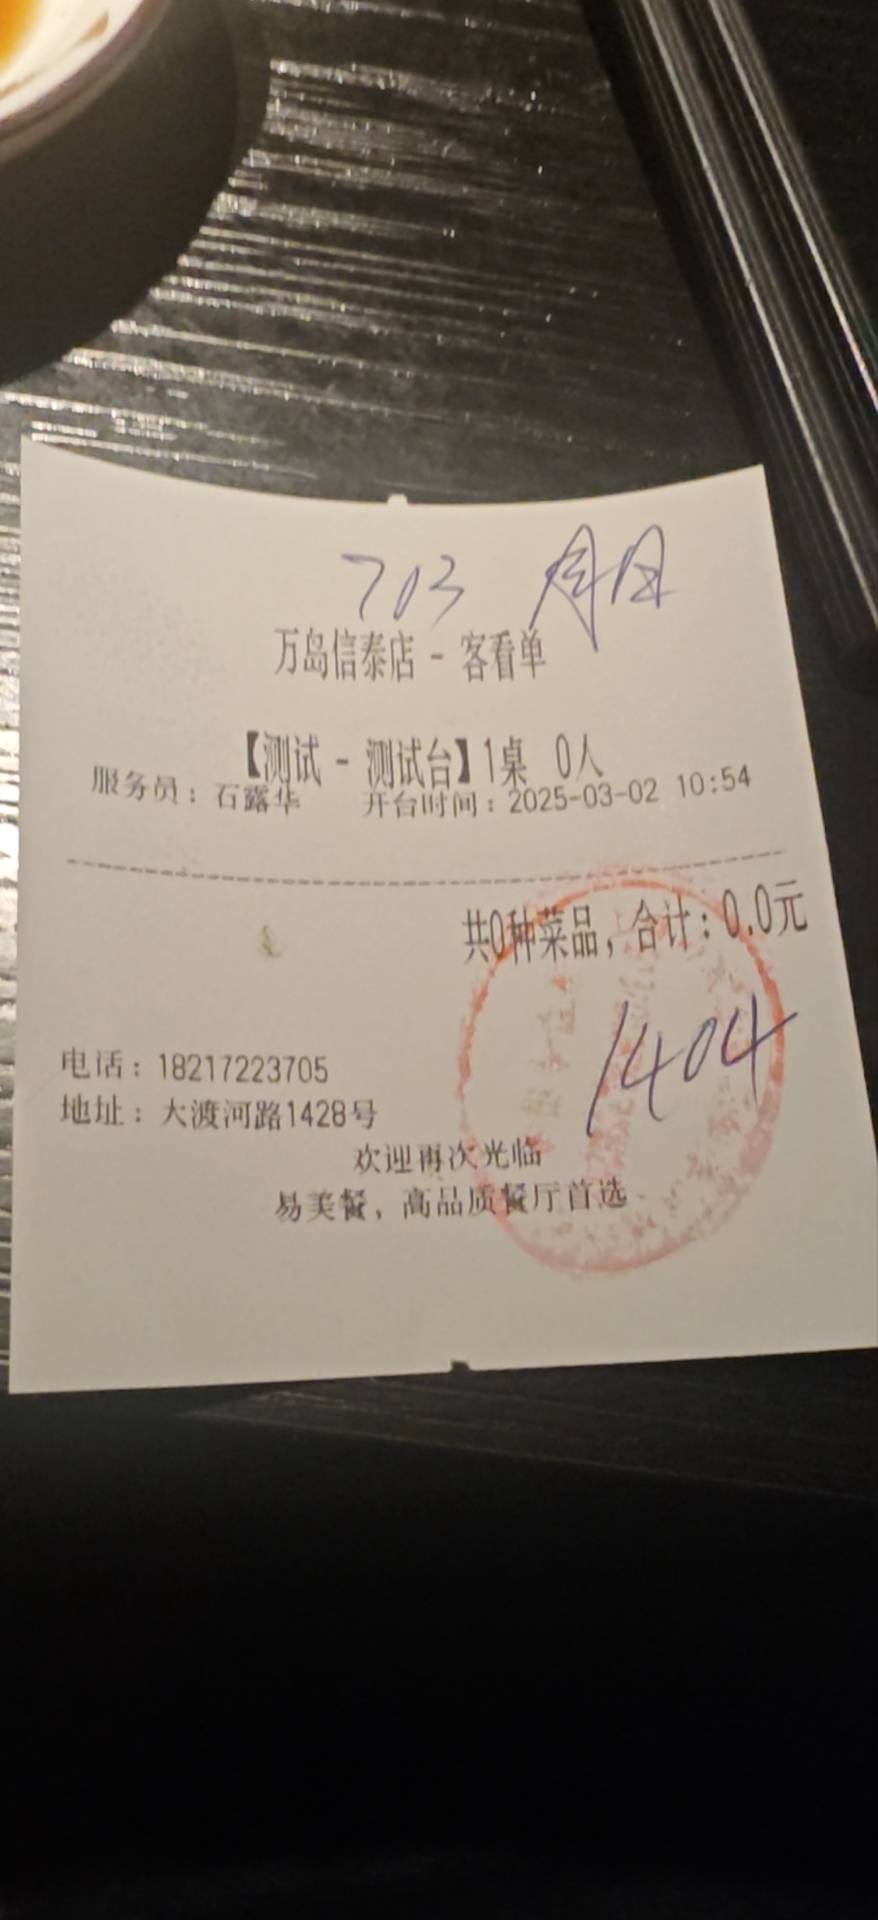 703
万岛信泰店 - 客看单
【测试 - 测试台】1桌 0人
服务员：石露华 开台时间：2025-03-02 10:54
共0种菜品，合计：0.0元
1404
电话：18217223705
地址：大渡河路1428号
欢迎再次光临
易美餐，高品质餐厅首选